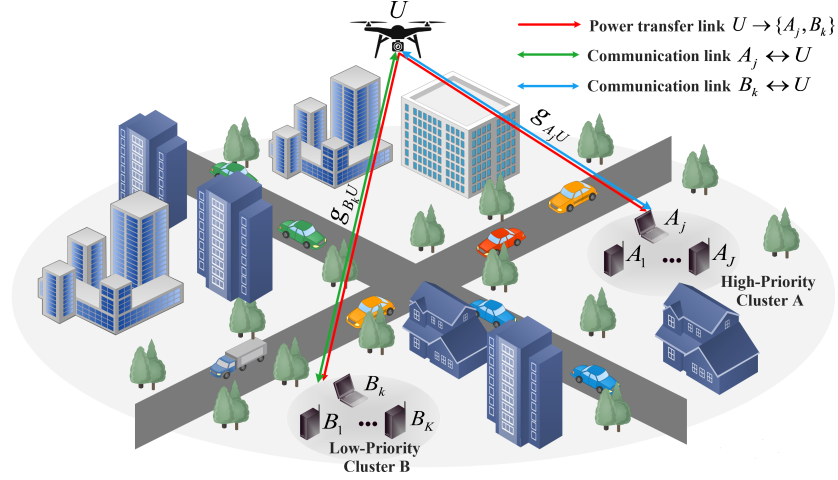 U
Power transfer link U → {A_j, B_k}
Communication link A_j ↔ U
Communication link B_k ↔ U
g_{A_jU}
g_{B_kU}
A_j
A_1 ••• A_J
High-Priority
Cluster A
B_k
B_1 ••• B_K
Low-Priority
Cluster B